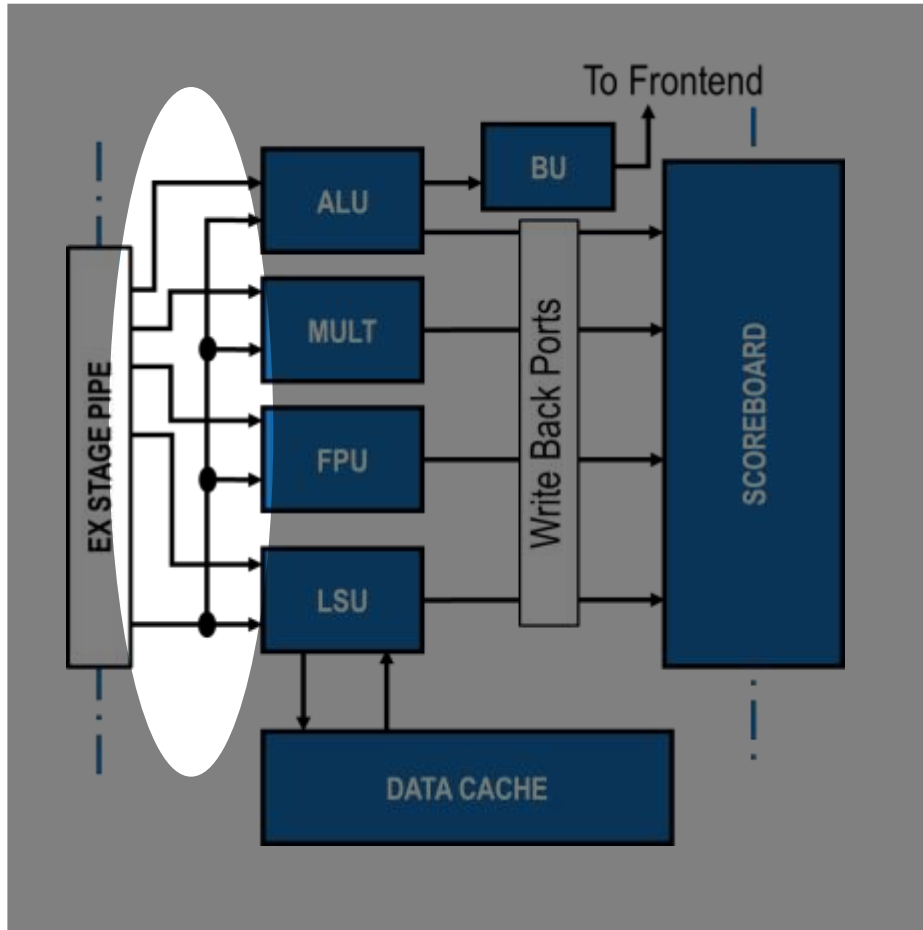 To Frontend
BU
ALU
MULT
FPU
LSU
EX STAGE PIPE
Write Back Ports
SCOREBOARD
DATA CACHE